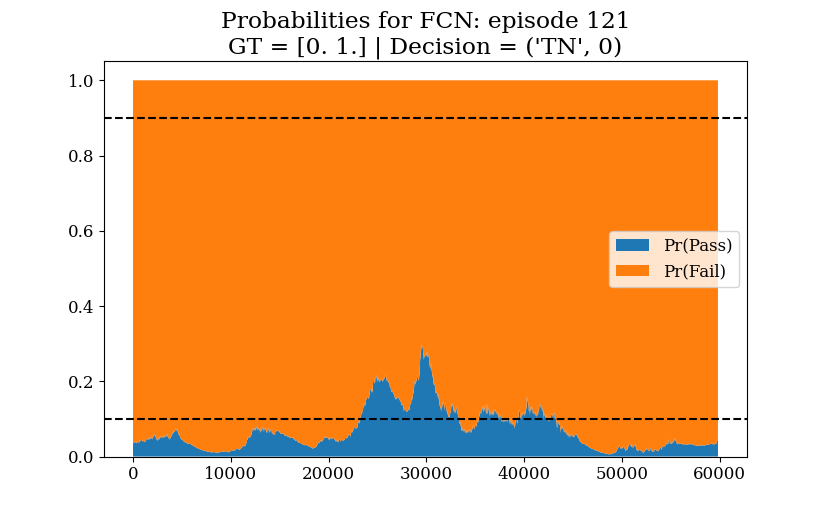 Probabilities for FCN: episode 121
GT = [0. 1.] | Decision = ('TN', 0)
1.0
0.8
0.6
0.4
0.2
0.0
Pr(Pass)
Pr(Fail)
0 10000 20000 30000 40000 50000 60000